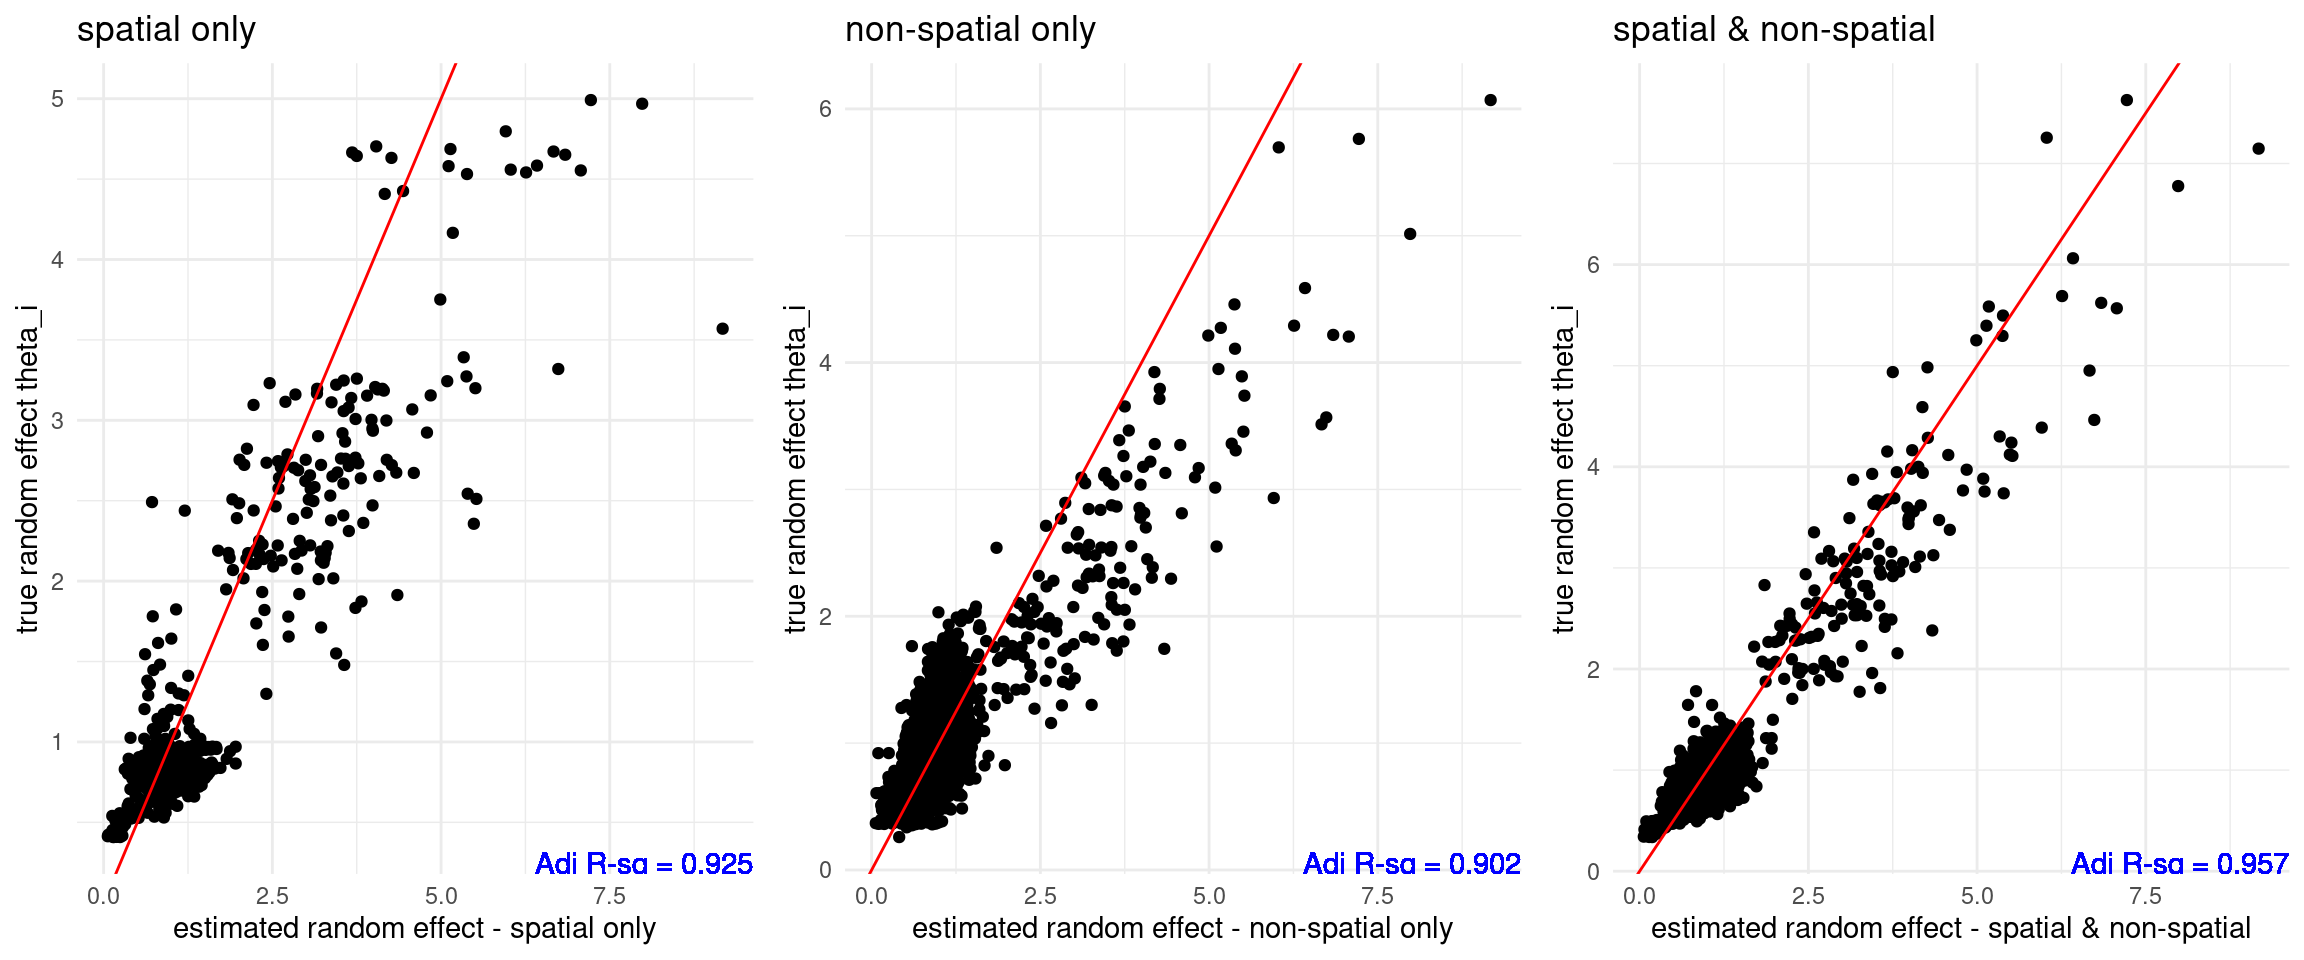 spatial only
5
4
3
2
1
true random effect theta_i
0.0 2.5 5.0 7.5
estimated random effect - spatial only
Adj R-sq = 0.925
non-spatial only
6
4
2
0
true random effect theta_i
0.0 2.5 5.0 7.5
estimated random effect - non-spatial only
Adj R-sq = 0.902
spatial & non-spatial
6
4
2
0
true random effect theta_i
0.0 2.5 5.0 7.5
estimated random effect - spatial & non-spatial
Adj R-sq = 0.957